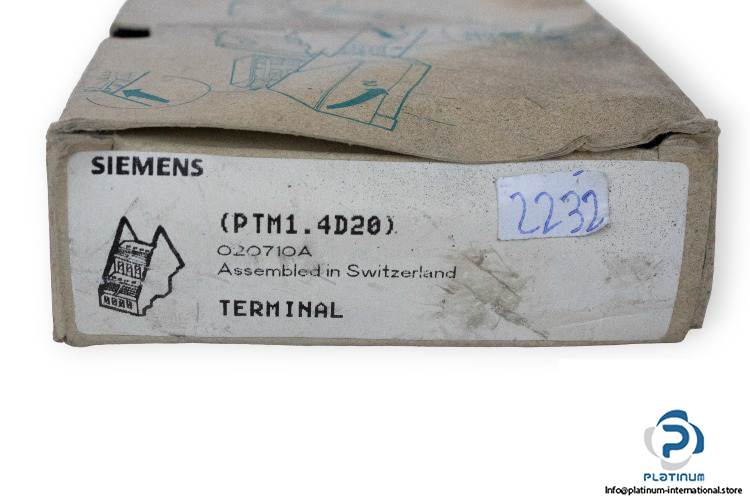 SIEMENS
2232
(PTM1.4D20)
020710A
Assembled in Switzerland
TERMINAL
PLATINUM
Info@platinum-international.store